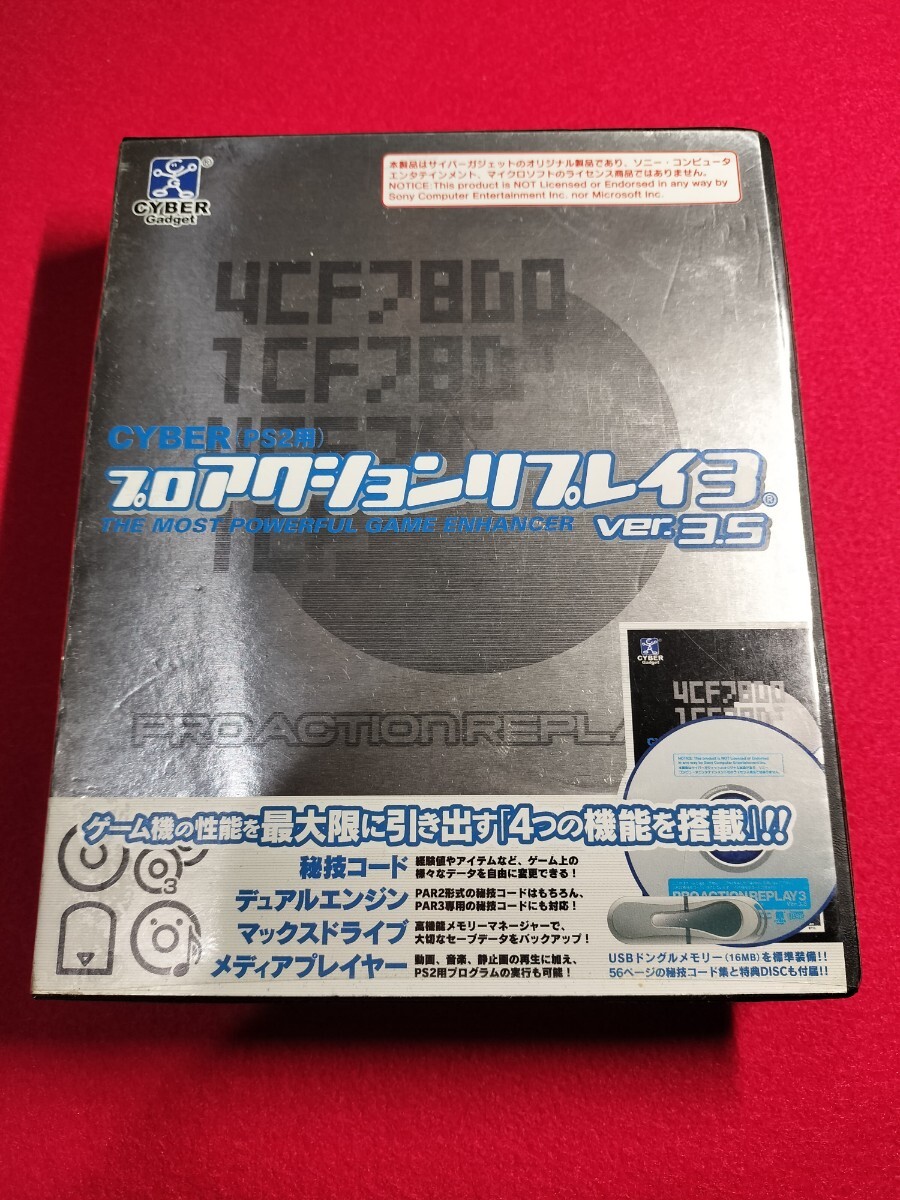 CYBER
Gadget
本製品はサイバーガジェットのオリジナル製品であり、ソニー・コンピュータ
エンタテインメント、マイクロソフトのライセンス商品ではありません。
NOTICE:This product is NOT Licensed or Endorsed in any way by
Sony Computer Entertainment Inc. nor Microsoft Inc.
4CF78D0
1CF78D
CYBER(PS2用)
プロアクションリプレイ3®
THE MOST POWERFUL GAME ENHANCER
ver.3.5
PROACTIONREPLA
CYBER
Gadget
4CF78D0
PROACTIONREPLAY3
ゲーム機の性能を最大限に引き出す「4つの機能を搭載」!!
秘技コード 経験値やアイテムなど、ゲーム上の
様々なデータを自由に変更できる!
デュアルエンジン PAR2形式の秘技コードはもちろん、
PAR3専用の秘技コードにも対応!
マックスドライブ 高機能メモリーマネージャーで、
大切なセーブデータをバックアップ!
メディアプレイヤー 動画、音楽、静止画の再生に加え、
PS2用プログラムの実行も可能!
USBドングルメモリー(16MB)を標準装備!!
56ページの秘技コード集と特典DISCも付属!!